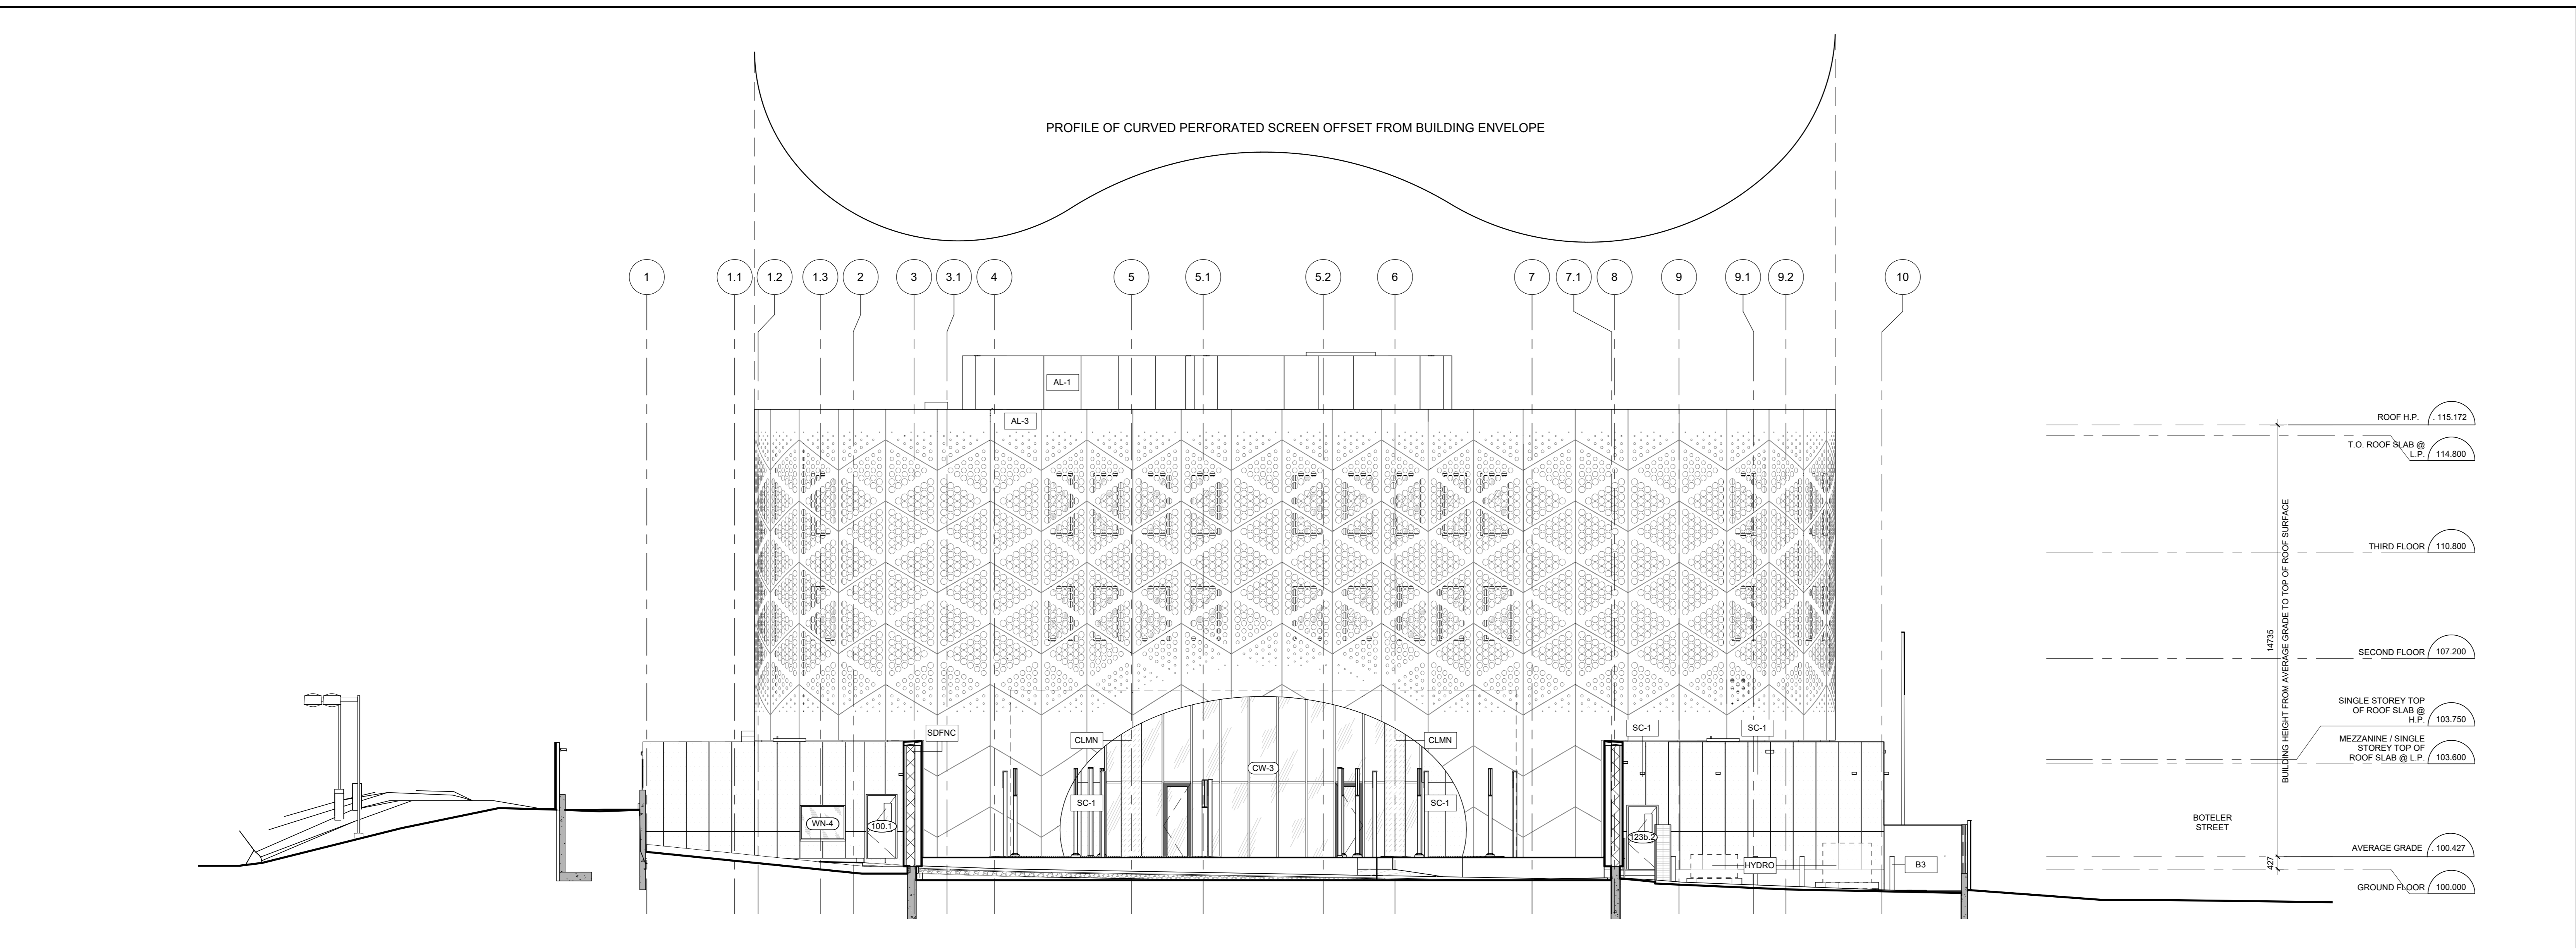 PROFILE OF CURVED PERFORATED SCREEN OFFSET FROM BUILDING ENVELOPE
1
1.1
1.2
1.3
2
3
3.1
4
5
5.1
5.2
6
7
7.1
8
9
9.1
9.2
10
AL-1
AL-3
ROOF H.P. 115.172
T.O. ROOF SLAB @
L.P. 114.800
THIRD FLOOR 110.800
SECOND FLOOR 107.200
SINGLE STOREY TOP
OF ROOF SLAB @
H.P. 103.750
MEZZANINE / SINGLE
STOREY TOP OF
ROOF SLAB @ L.P. 103.600
AVERAGE GRADE 100.427
GROUND FLOOR 100.000
14735
BUILDING HEIGHT FROM AVERAGE GRADE TO TOP OF ROOF SURFACE
427
BOTELER
STREET
SDFNC
CLMN
CLMN
SC-1
SC-1
CW-3
SC-1
SC-1
WN-4
100.1
123b.2
HYDRO
B3